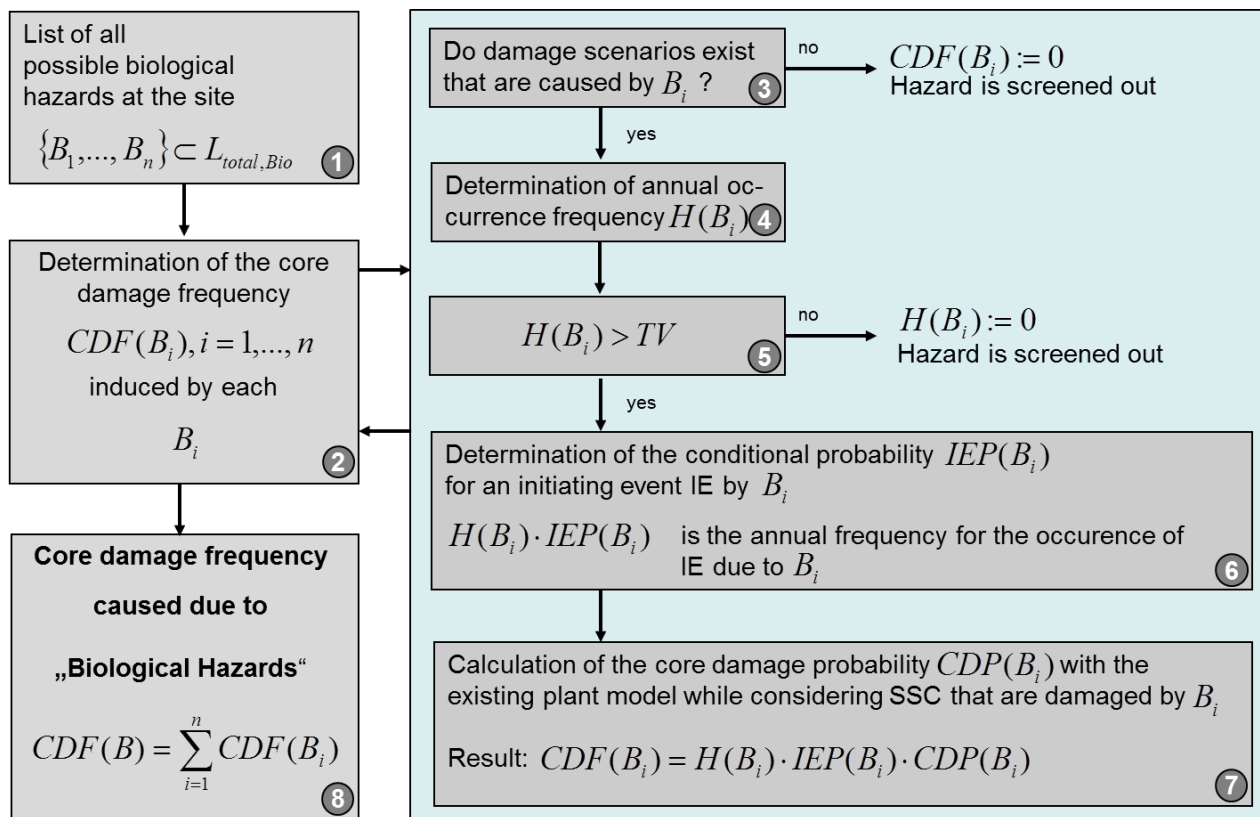 List of all
possible biological
hazards at the site
{B₁,..., Bₙ} ⊂ L_{total,Bio}
1
Determination of the core
damage frequency
CDF(Bᵢ), i = 1,..., n
induced by each
Bᵢ
2
Do damage scenarios exist
that are caused by Bᵢ ?
3
no
CDF(Bᵢ) := 0
Hazard is screened out
yes
Determination of annual oc-
currence frequency H(Bᵢ)
4
H(Bᵢ) > TV
5
no
H(Bᵢ) := 0
Hazard is screened out
yes
Determination of the conditional probability IEP(Bᵢ)
for an initiating event IE by Bᵢ
H(Bᵢ) · IEP(Bᵢ) is the annual frequency for the occurence of
IE due to Bᵢ
6
Calculation of the core damage probability CDP(Bᵢ) with the
existing plant model while considering SSC that are damaged by Bᵢ
Result: CDF(Bᵢ) = H(Bᵢ) · IEP(Bᵢ) · CDP(Bᵢ)
7
Core damage frequency
caused due to
„Biological Hazards“
CDF(B) = ∑_{i=1}^{n} CDF(Bᵢ)
8